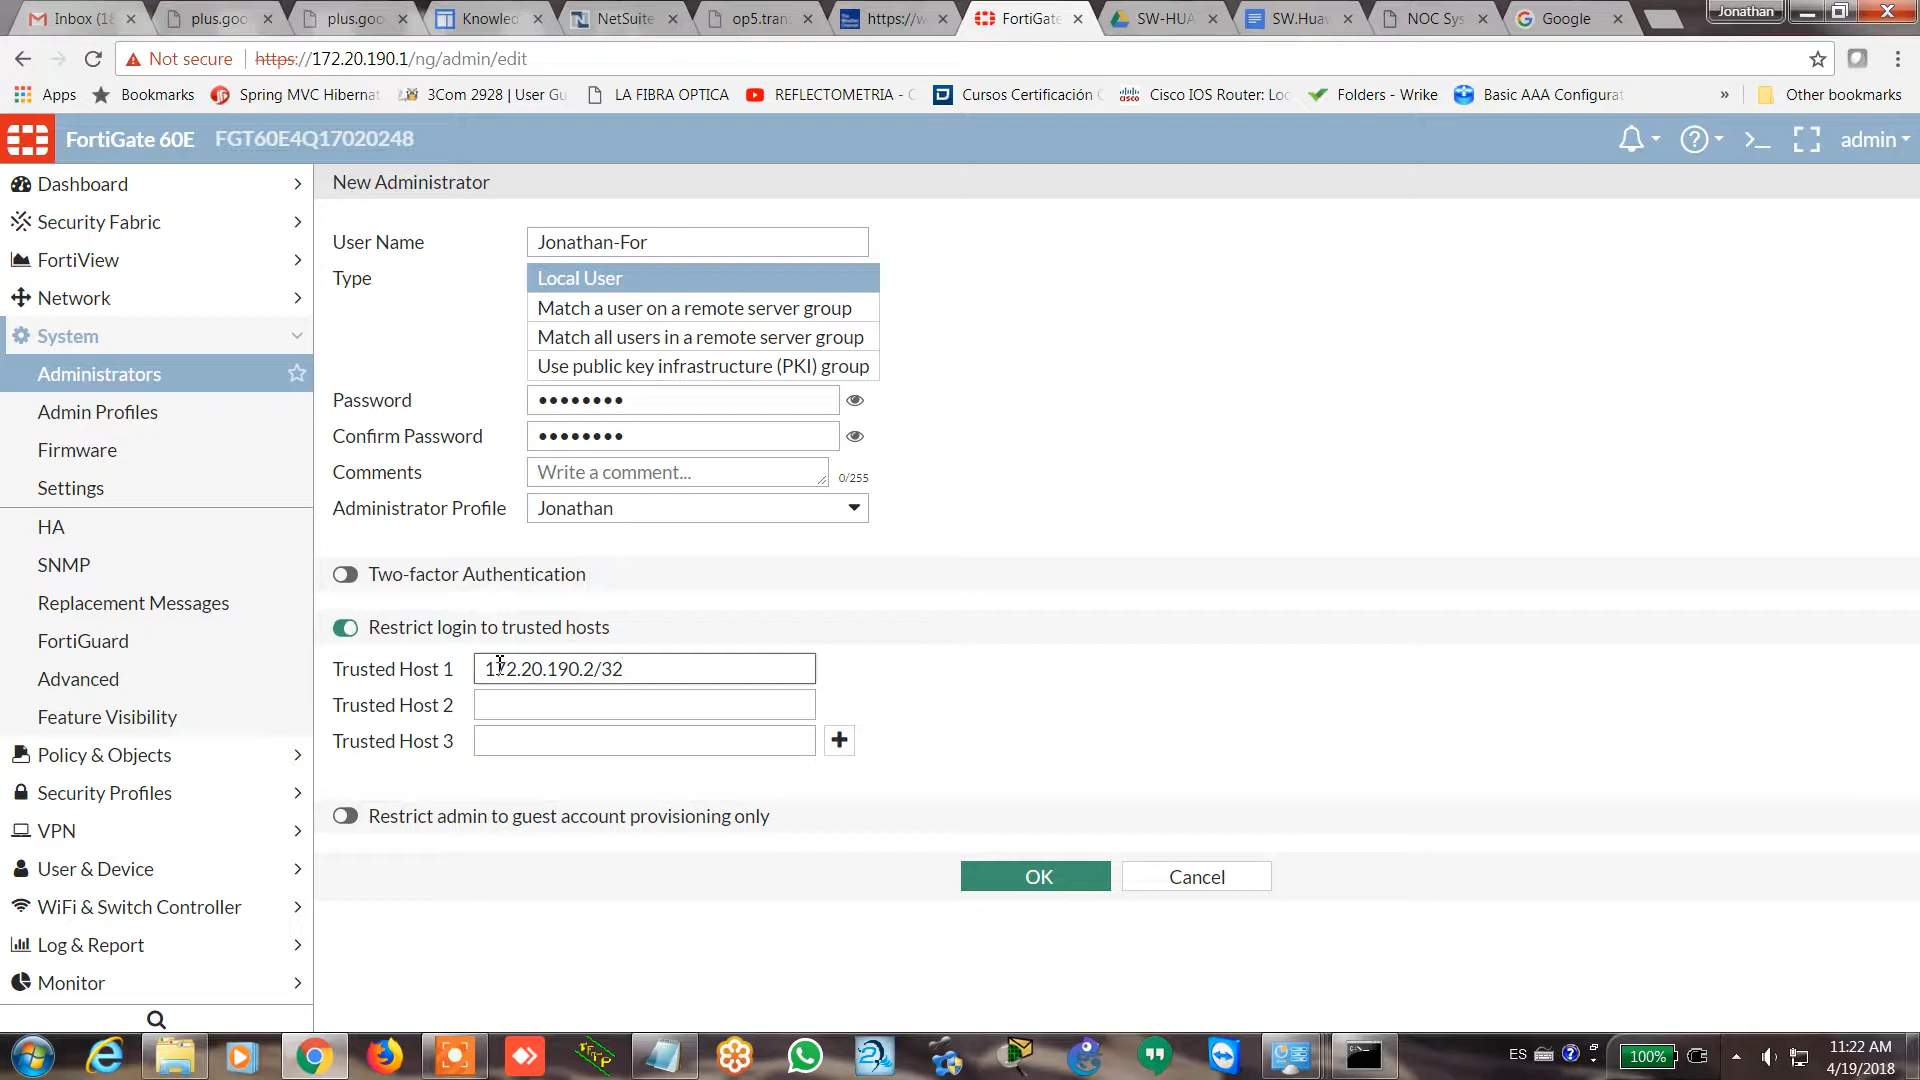 Inbox (18
plus.goo
plus.goo
Knowled
NetSuite
op5.tran
https://w
FortiGate
SW-HUA
SW.Huaw
NOC Sys
Google
Jonathan
Not secure
https://172.20.190.1/ng/admin/edit
Apps
Bookmarks
Spring MVC Hibernat
3Com 2928 | User Gu
LA FIBRA OPTICA
REFLECTOMETRIA - C
Cursos Certificación
Cisco IOS Router: Loc
Folders - Wrike
Basic AAA Configurat
»
Other bookmarks
FortiGate 60E
FGT60E4Q17020248
admin
Dashboard
Security Fabric
FortiView
Network
System
Administrators
Admin Profiles
Firmware
Settings
HA
SNMP
Replacement Messages
FortiGuard
Advanced
Feature Visibility
Policy & Objects
Security Profiles
VPN
User & Device
WiFi & Switch Controller
Log & Report
Monitor
New Administrator
User Name
Jonathan-For
Type
Local User
Match a user on a remote server group
Match all users in a remote server group
Use public key infrastructure (PKI) group
Password
••••••••
Confirm Password
••••••••
Comments
Write a comment...
0/255
Administrator Profile
Jonathan
Two-factor Authentication
Restrict login to trusted hosts
Trusted Host 1
172.20.190.2/32
Trusted Host 2
Trusted Host 3
Restrict admin to guest account provisioning only
OK
Cancel
ES
100%
11:22 AM
4/19/2018